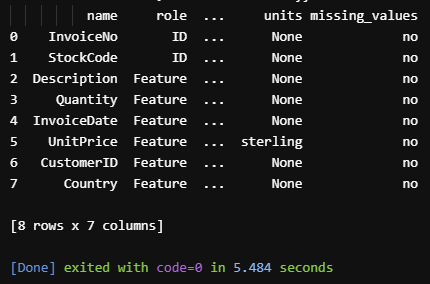 name role ... units missing_values
0 InvoiceNo ID ... None no
1 StockCode ID ... None no
2 Description Feature ... None no
3 Quantity Feature ... None no
4 InvoiceDate Feature ... None no
5 UnitPrice Feature ... sterling no
6 CustomerID Feature ... None no
7 Country Feature ... None no
[8 rows x 7 columns]
[Done] exited with code=0 in 5.484 seconds